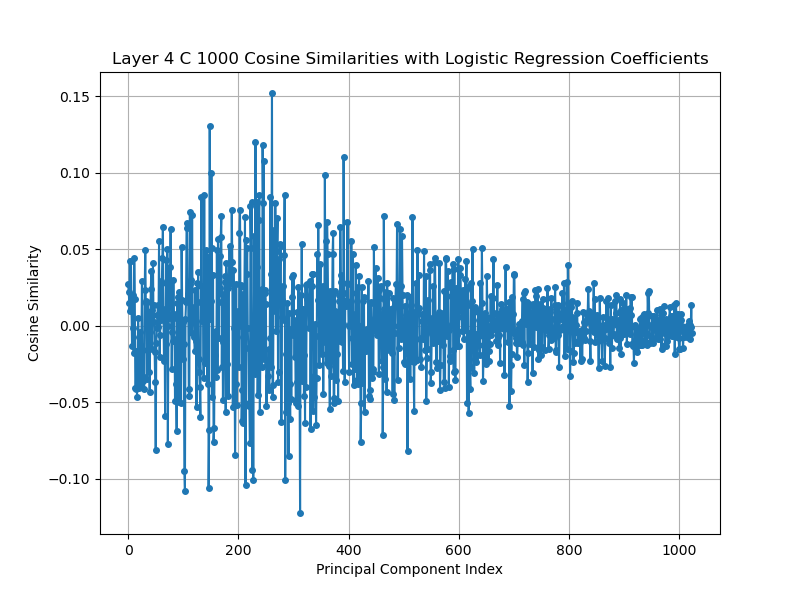 Layer 4 C 1000 Cosine Similarities with Logistic Regression Coefficients
0.15
0.10
0.05
0.00
−0.05
−0.10
Cosine Similarity
0 200 400 600 800 1000
Principal Component Index